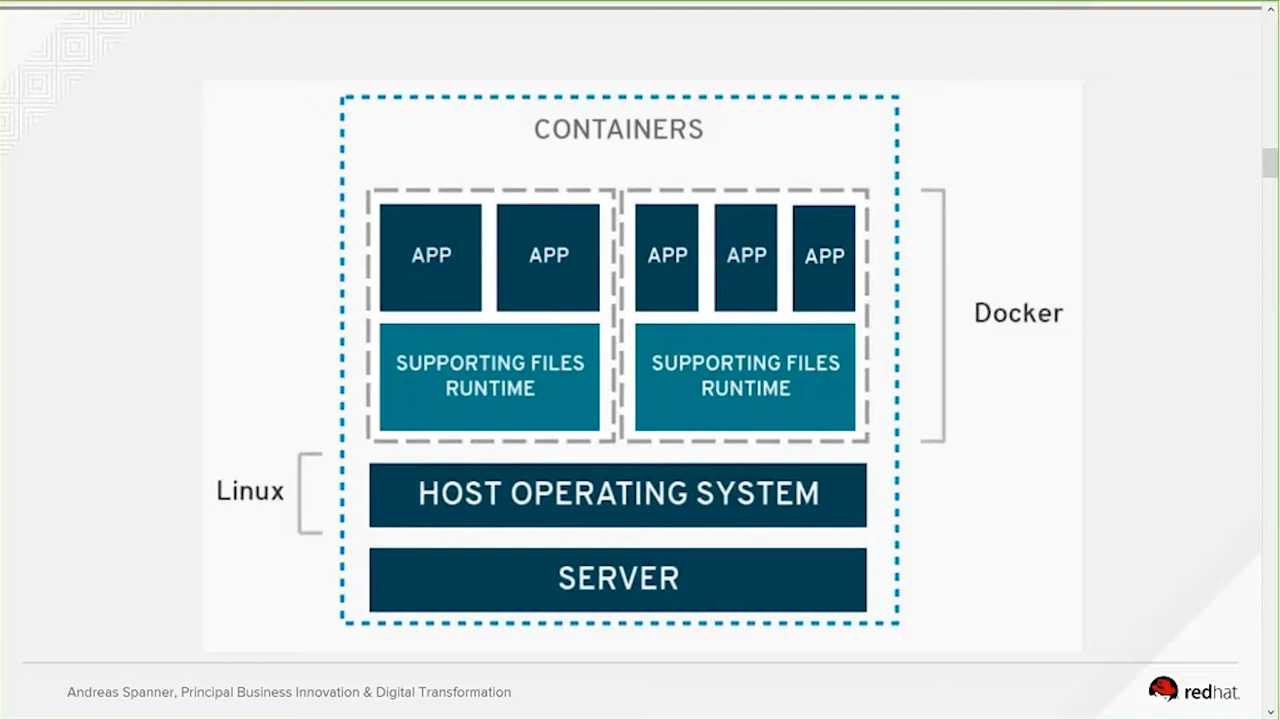 CONTAINERS
APP
APP
APP
APP
APP
SUPPORTING FILES
RUNTIME
SUPPORTING FILES
RUNTIME
Docker
Linux
HOST OPERATING SYSTEM
SERVER
Andreas Spanner, Principal Business Innovation & Digital Transformation
redhat.